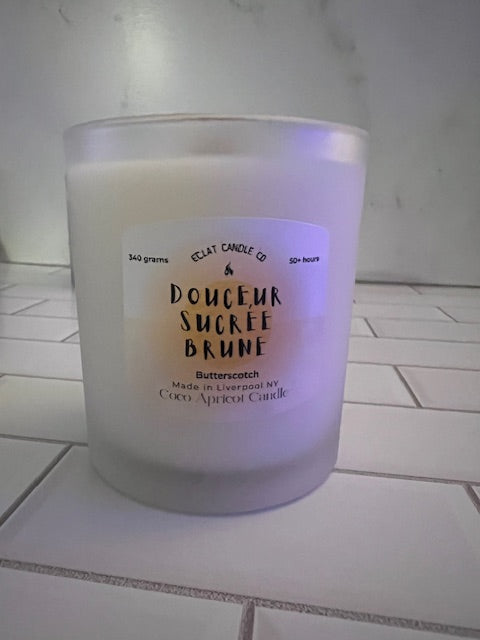 ECLAT CANDLE CO
340 grams
50+ hours
DOUCEUR
SUCRÉE
BRUNE
Butterscotch
Made in Liverpool NY
Coco Apricot Candle